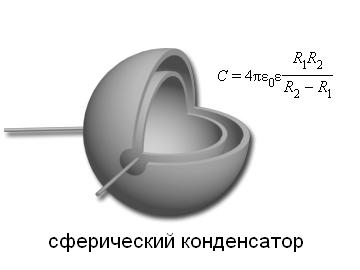 C = 4πε₀ε R₁R₂ / (R₂ − R₁)
сферический конденсатор